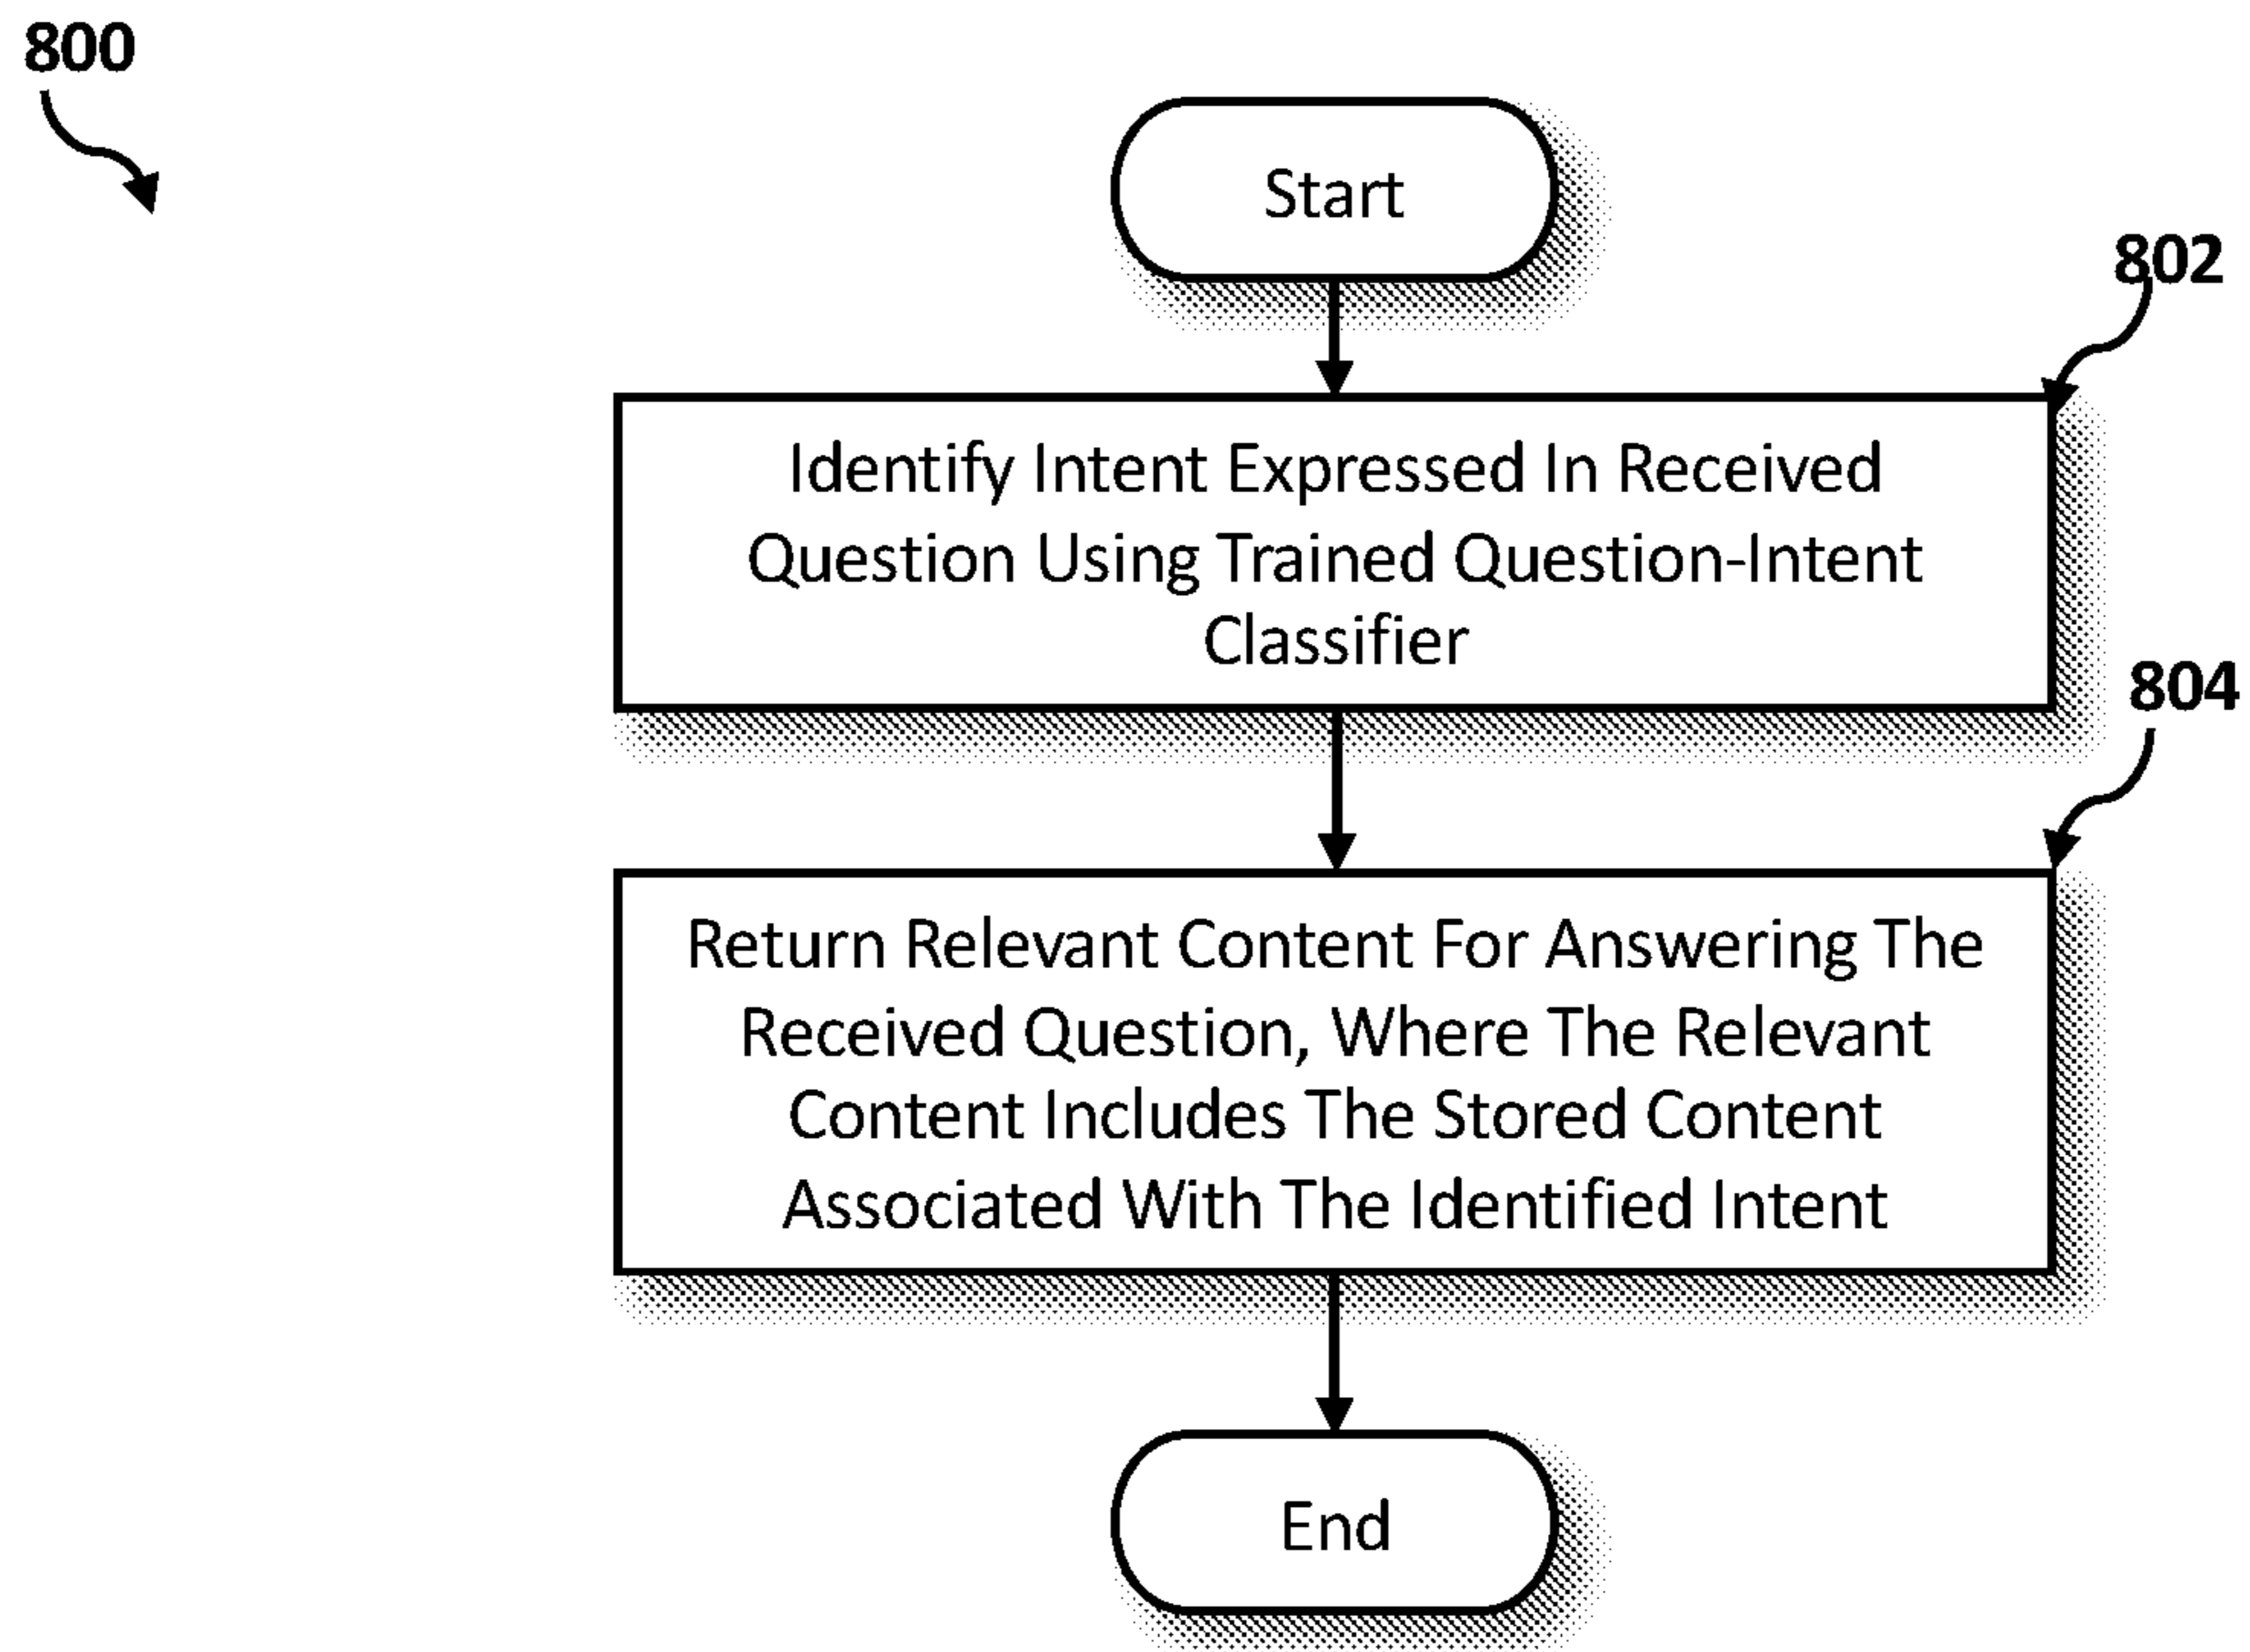 800
Start
802
Identify Intent Expressed In Received
Question Using Trained Question-Intent
Classifier
804
Return Relevant Content For Answering The
Received Question, Where The Relevant
Content Includes The Stored Content
Associated With The Identified Intent
End